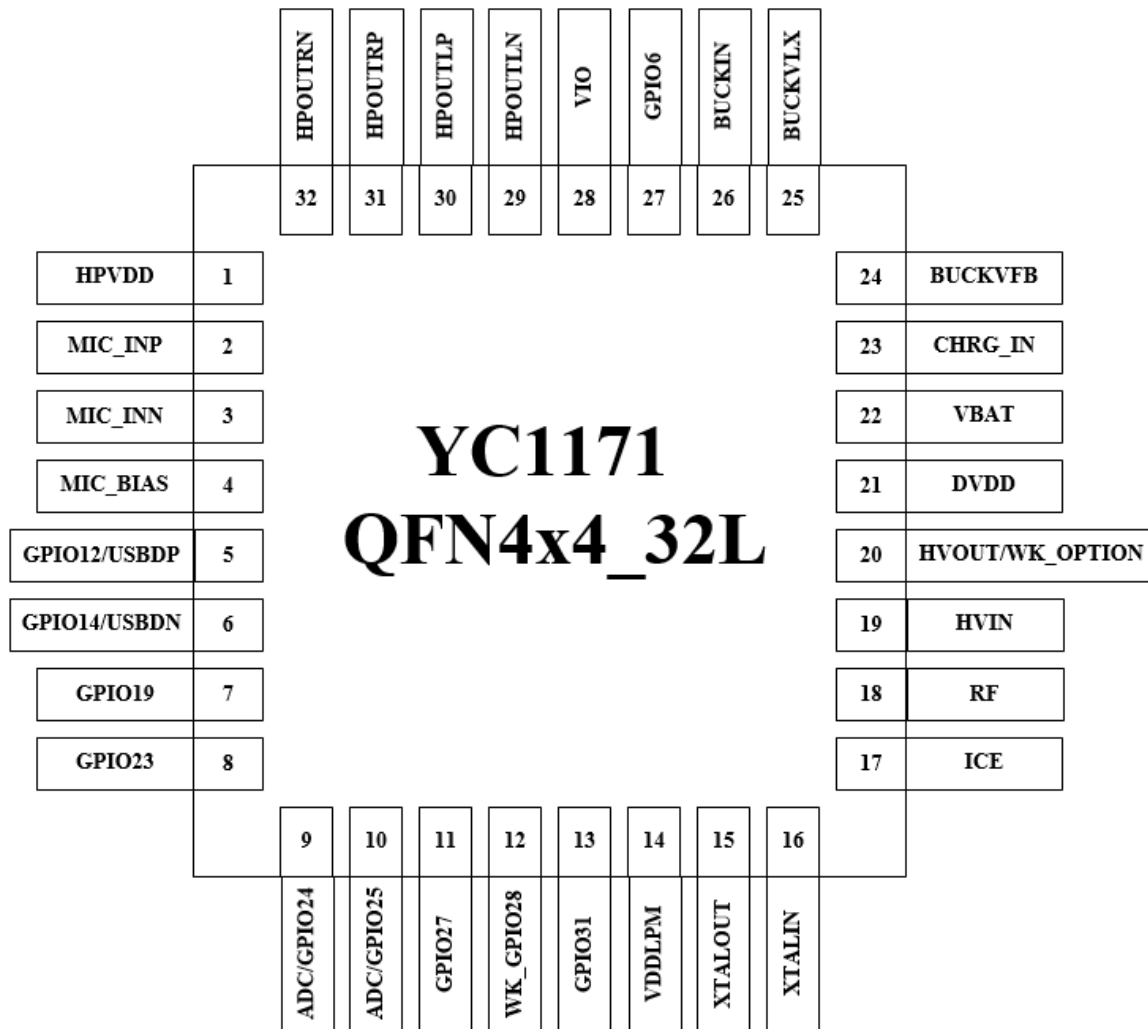 HPOUTRN
HPOUTRP
HPOUTLP
HPOUTLN
VIO
GPIO6
BUCKIN
BUCKVLX
32
31
30
29
28
27
26
25
HPVDD 1
24 BUCKVFB
MIC_INP 2
23 CHRG_IN
MIC_INN 3
22 VBAT
MIC_BIAS 4
21 DVDD
GPIO12/USBDP 5
20 HVOUT/WK_OPTION
GPIO14/USBDN 6
19 HVIN
GPIO19 7
18 RF
GPIO23 8
17 ICE
YC1171
QFN4x4_32L
9
10
11
12
13
14
15
16
ADC/GPIO24
ADC/GPIO25
GPIO27
WK_GPIO28
GPIO31
VDDLPM
XTALOUT
XTALIN